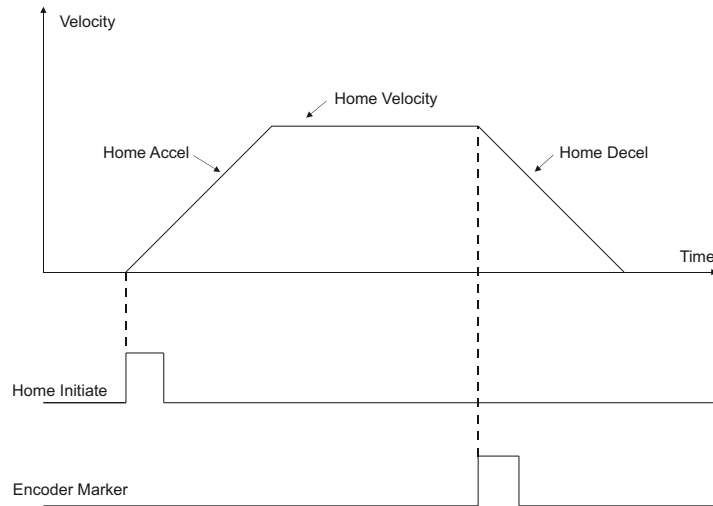 Velocity
Home Velocity
Home Accel
Home Decel
Time
Home Initiate
Encoder Marker